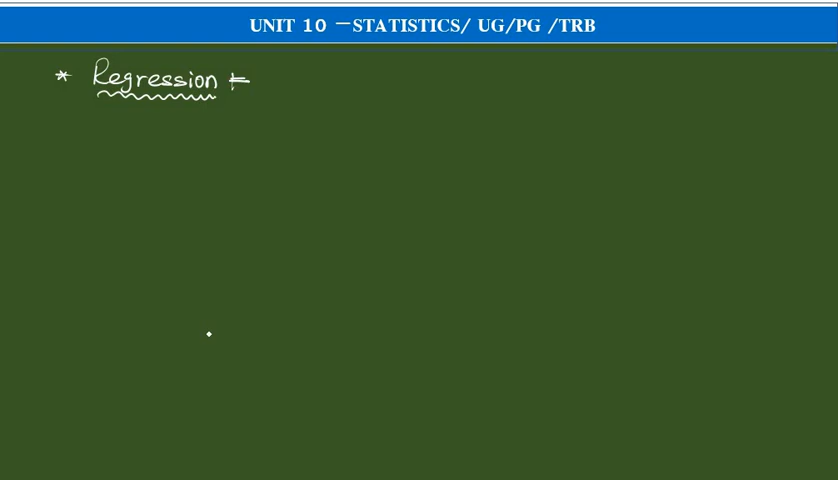 UNIT 10 –STATISTICS/ UG/PG /TRB
* Regression